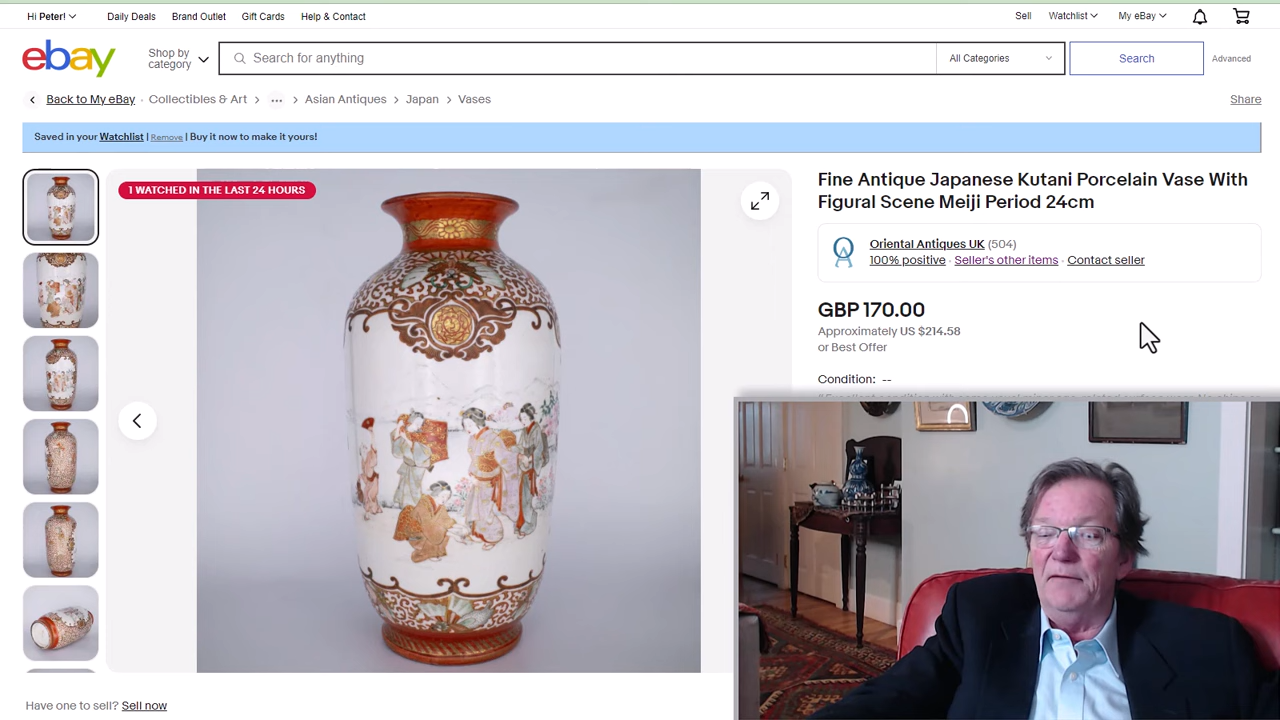 Hi Peter!
Daily Deals
Brand Outlet
Gift Cards
Help & Contact
Sell
Watchlist
My eBay
ebay
Shop by category
Search for anything
All Categories
Search
Advanced
Back to My eBay · Collectibles & Art > ... > Asian Antiques > Japan > Vases
Share
Saved in your Watchlist | Remove | Buy it now to make it yours!
1 WATCHED IN THE LAST 24 HOURS
Fine Antique Japanese Kutani Porcelain Vase With
Figural Scene Meiji Period 24cm
Oriental Antiques UK (504)
100% positive · Seller's other items · Contact seller
GBP 170.00
Approximately US $214.58
or Best Offer
Condition: --
Have one to sell? Sell now